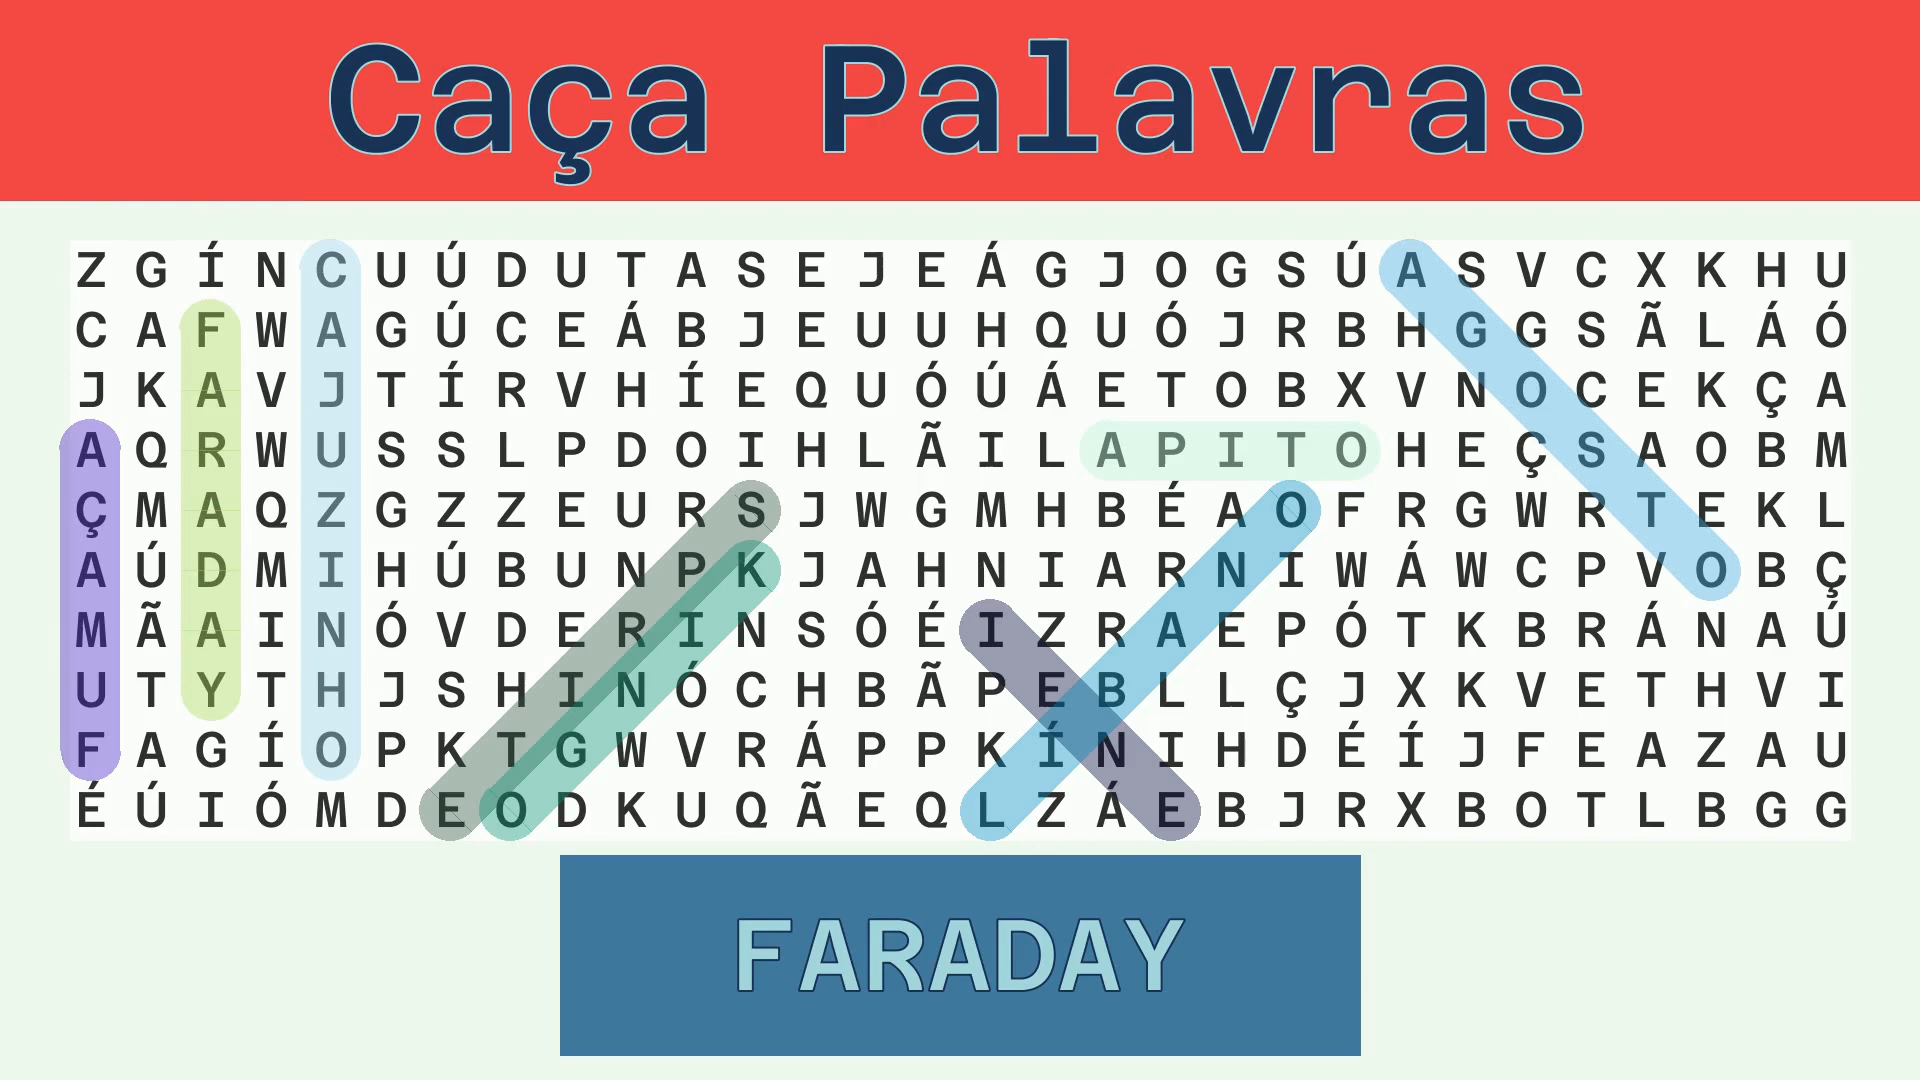 Caça Palavras
Z G Í N C U Ú D U T A S E J E Á G J O G S Ú A S V C X K H U
C A F W A G Ú C E Á B J E U U H Q U Ó J R B H G G S Ã L Á Ó
J K A V J T Í R V H Í E Q U Ó Ú Á E T O B X V N O C E K Ç A
A Q R W U S S L P D O I H L Ã I L A P I T O H E Ç S A O B M
Ç M A Q Z G Z Z E U R S J W G M H B É A O F R G W R T E K L
A Ú D M I H Ú B U N P K J A H N I A R N I W Á W C P V O B Ç
M Ã A I N Ó V D E R I N S Ó É I Z R A E P Ó T K B R Á N A Ú
U T Y T H J S H I N Ó C H B Ã P E B L L Ç J X K V E T H V I
F A G Í O P K T G W V R Á P P K Í N I H D É Í J F E A Z A U
É Ú I Ó M D E O D K U Q Ã E Q L Z Á E B J R X B O T L B G G
FARADAY